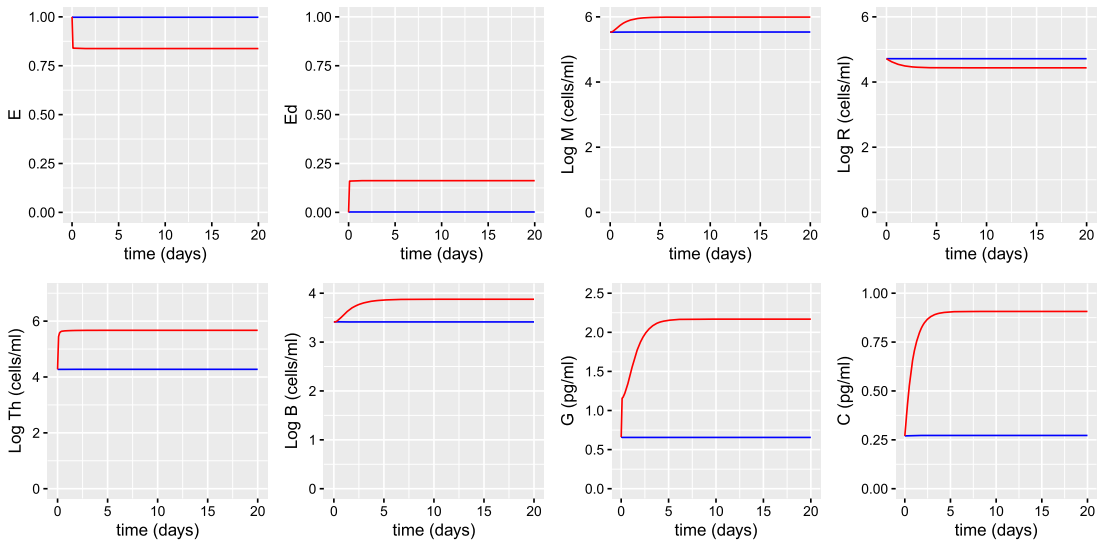 E
1.00
0.75
0.50
0.25
0.00
0 5 10 15 20
time (days)
Ed
1.00
0.75
0.50
0.25
0.00
0 5 10 15 20
time (days)
Log M (cells/ml)
6
4
2
0
0 5 10 15 20
time (days)
Log R (cells/ml)
6
4
2
0
0 5 10 15 20
time (days)
Log Th (cells/ml)
6
4
2
0
0 5 10 15 20
time (days)
Log B (cells/ml)
4
3
2
1
0
0 5 10 15 20
time (days)
G (pg/ml)
2.5
2.0
1.5
1.0
0.5
0.0
0 5 10 15 20
time (days)
C (pg/ml)
1.00
0.75
0.50
0.25
0.00
0 5 10 15 20
time (days)